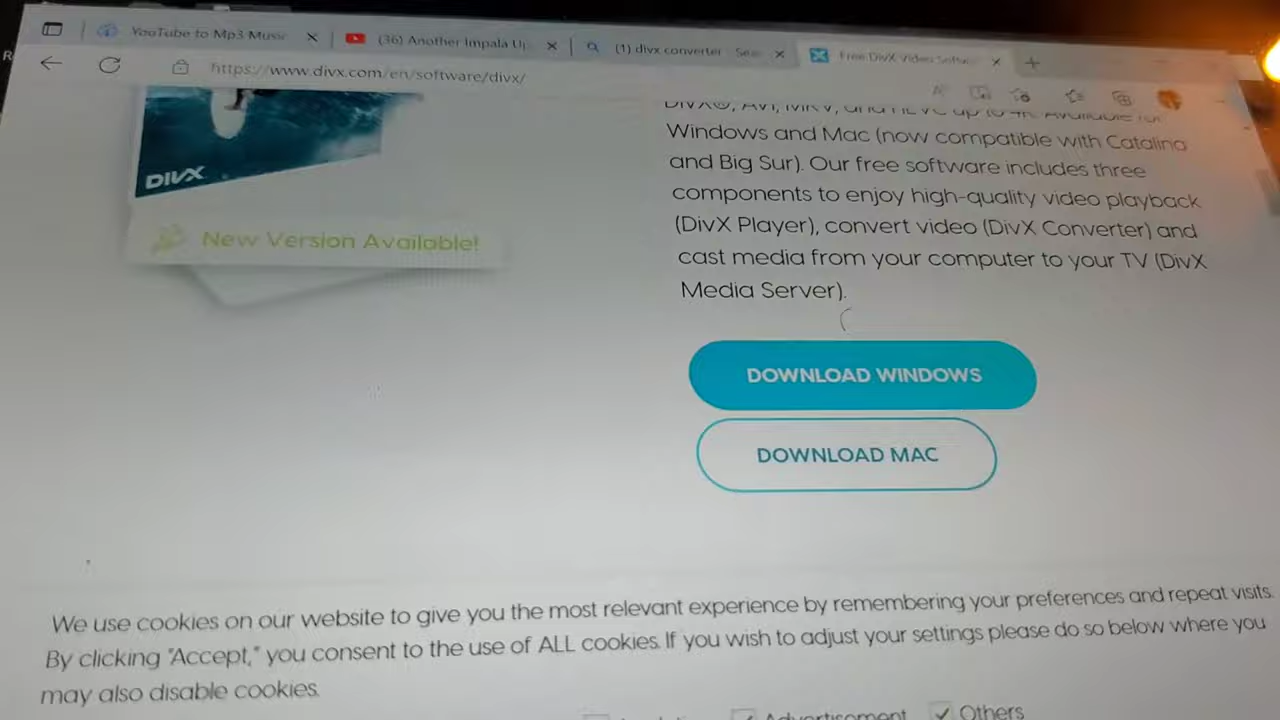 YouTube to Mp3 Music
(36) Another Impala Up
(1) divx converter - Sea
Free DivX Video Softw
https://www.divx.com/en/software/divx/
Windows and Mac (now compatible with Catalina
and Big Sur). Our free software includes three
components to enjoy high-quality video playback
(DivX Player), convert video (DivX Converter) and
cast media from your computer to your TV (DivX
Media Server).
DIVX
New Version Available!
DOWNLOAD WINDOWS
DOWNLOAD MAC
We use cookies on our website to give you the most relevant experience by remembering your preferences and repeat visits.
By clicking "Accept," you consent to the use of ALL cookies. If you wish to adjust your settings please do so below where you
may also disable cookies.
Advertisement
Others